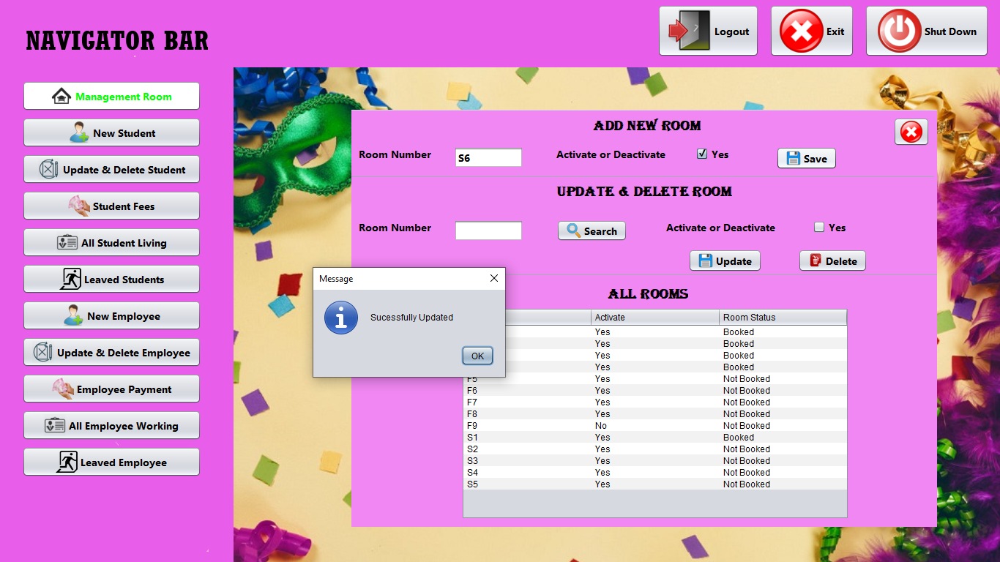 NAVIGATOR BAR
Logout
Exit
Shut Down
Management Room
New Student
Update & Delete Student
Student Fees
All Student Living
Leaved Students
New Employee
Update & Delete Employee
Employee Payment
All Employee Working
Leaved Employee
ADD NEW ROOM
Room Number S6 Activate or Deactivate Yes Save
UPDATE & DELETE ROOM
Room Number Search Activate or Deactivate Yes
Update Delete
Message
Sucessfully Updated
OK
ALL ROOMS
Activate Room Status
Yes Booked
Yes Booked
Yes Booked
Yes Booked
F5 Yes Not Booked
F6 Yes Not Booked
F7 Yes Not Booked
F8 Yes Not Booked
F9 No Not Booked
S1 Yes Booked
S2 Yes Not Booked
S3 Yes Not Booked
S4 Yes Not Booked
S5 Yes Not Booked